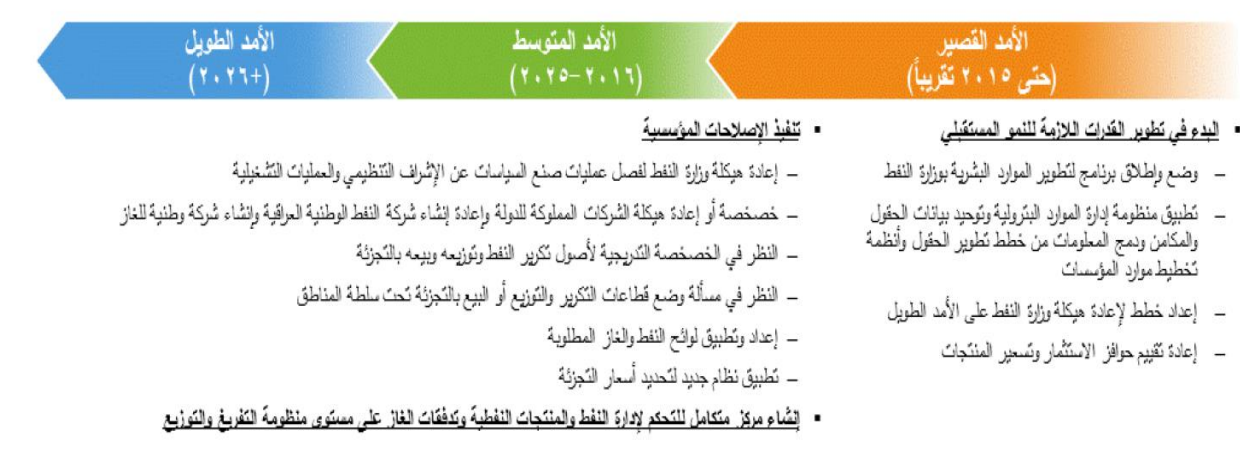 الأمد القصير
(حتى ٢٠١٥ تقريباً)
الأمد المتوسط
(٢٠١٦–٢٠٢٥)
الأمد الطويل
(٢٠٢٦+)
▪ البدء في تطوير القدرات اللازمة للنمو المستقبلي
– وضع وإطلاق برنامج لتطوير الموارد البشرية بوزارة النفط
– تطبيق منظومة إدارة الموارد البترولية وتوحيد بيانات الحقول
والمكامن ودمج المعلومات من خطط تطوير الحقول وأنظمة
تخطيط موارد المؤسسات
– إعداد خطط لإعادة هيكلة وزارة النفط على الأمد الطويل
– إعادة تقييم حوافز الاستثمار وتسعير المنتجات
▪ تنفيذ الإصلاحات المؤسسية
– إعادة هيكلة وزارة النفط لفصل عمليات صنع السياسات عن الإشراف التنظيمي والعمليات التشغيلية
– خصخصة أو إعادة هيكلة الشركات المملوكة للدولة وإعادة إنشاء شركة النفط الوطنية العراقية وإنشاء شركة وطنية للغاز
– النظر في الخصخصة التدريجية لأصول تكرير النفط وتوزيعه وبيعه بالتجزئة
– النظر في مسألة وضع قطاعات التكرير والتوزيع أو البيع بالتجزئة تحت سلطة المناطق
– إعداد وتطبيق لوائح النفط والغاز المطلوبة
– تطبيق نظام جديد لتحديد أسعار التجزئة
▪ إنشاء مركز متكامل للتحكم لإدارة النفط والمنتجات النفطية وتدفقات الغاز على مستوى منظومة التفريغ والتوزيع